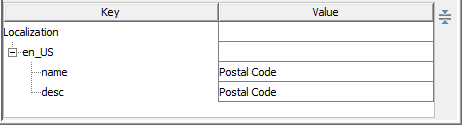 Key Value
Localization
en_US
name Postal Code
desc Postal Code